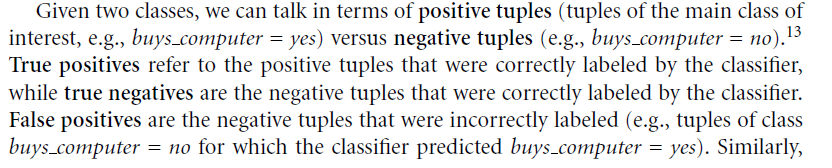 Given two classes, we can talk in terms of positive tuples (tuples of the main class of
interest, e.g., buys_computer = yes) versus negative tuples (e.g., buys_computer = no).13
True positives refer to the positive tuples that were correctly labeled by the classifier,
while true negatives are the negative tuples that were correctly labeled by the classifier.
False positives are the negative tuples that were incorrectly labeled (e.g., tuples of class
buys_computer = no for which the classifier predicted buys_computer = yes). Similarly,